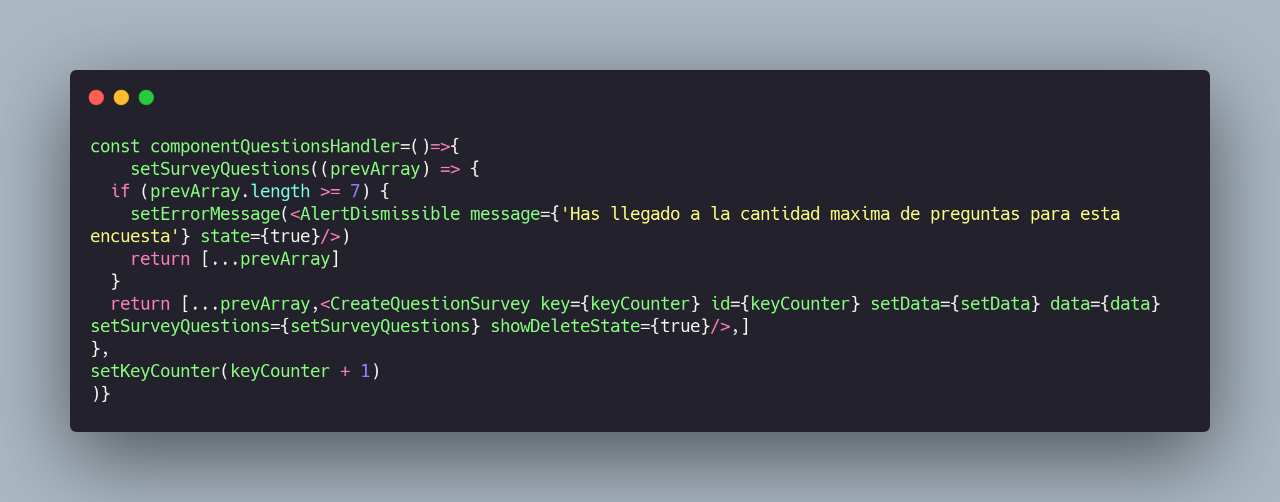 const componentQuestionsHandler=()=>{
    setSurveyQuestions((prevArray) => {
  if (prevArray.length >= 7) {
    setErrorMessage(<AlertDismissible message={'Has llegado a la cantidad maxima de preguntas para esta
encuesta'} state={true}/>)
    return [...prevArray]
  }
  return [...prevArray,<CreateQuestionSurvey key={keyCounter} id={keyCounter} setData={setData} data={data}
setSurveyQuestions={setSurveyQuestions} showDeleteState={true}/>,]
},
setKeyCounter(keyCounter + 1)
)}